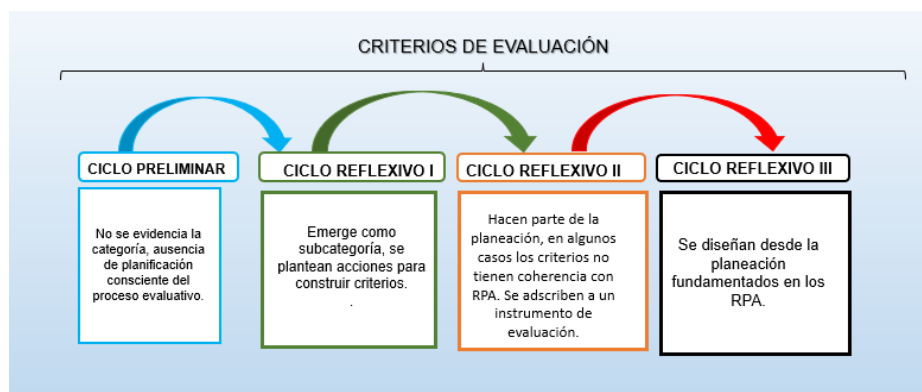 CRITERIOS DE EVALUACIÓN
CICLO PRELIMINAR
No se evidencia la
categoría, ausencia
de planificación
consciente del
proceso evaluativo.
CICLO REFLEXIVO I
Emerge como
subcategoría, se
plantean acciones para
construir criterios.
.
CICLO REFLEXIVO II
Hacen parte de la
planeación, en algunos
casos los criterios no
tienen coherencia con
RPA. Se adscriben a un
instrumento de
evaluación.
CICLO REFLEXIVO III
Se diseñan desde la
planeación
fundamentados en los
RPA.